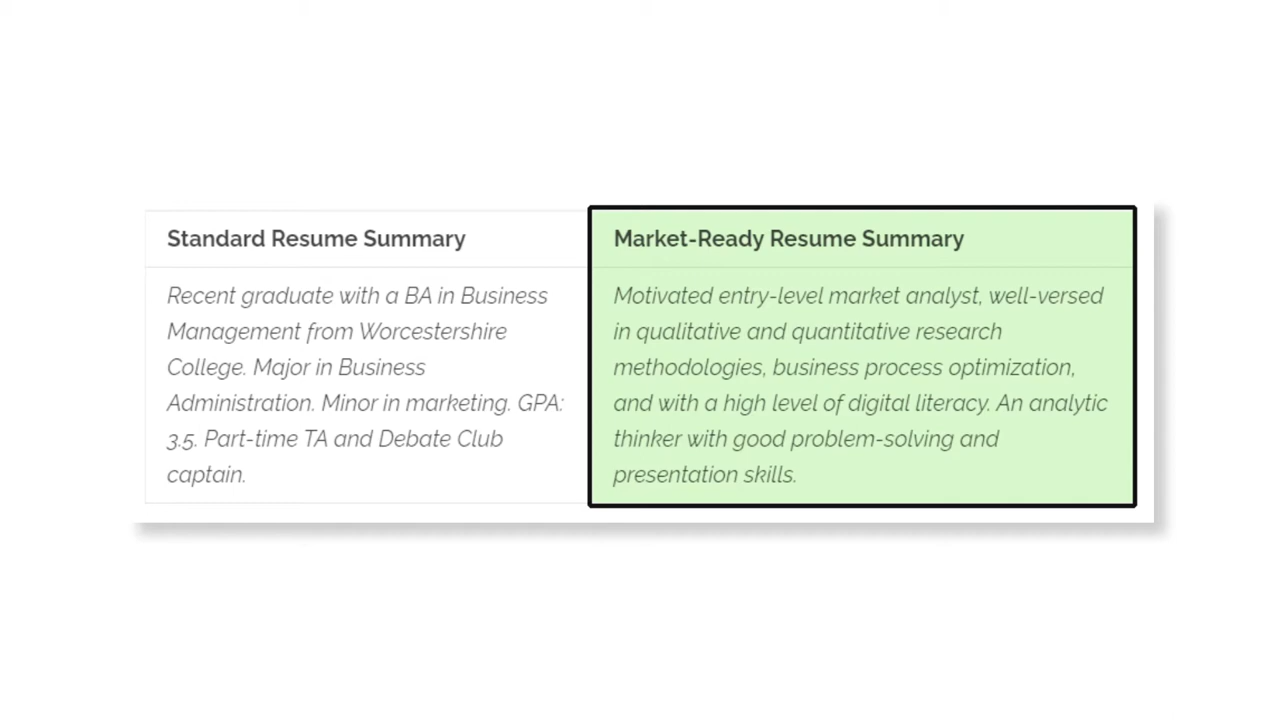 Standard Resume Summary
Recent graduate with a BA in Business
Management from Worcestershire
College. Major in Business
Administration. Minor in marketing. GPA:
3.5. Part-time TA and Debate Club
captain.
Market-Ready Resume Summary
Motivated entry-level market analyst, well-versed
in qualitative and quantitative research
methodologies, business process optimization,
and with a high level of digital literacy. An analytic
thinker with good problem-solving and
presentation skills.